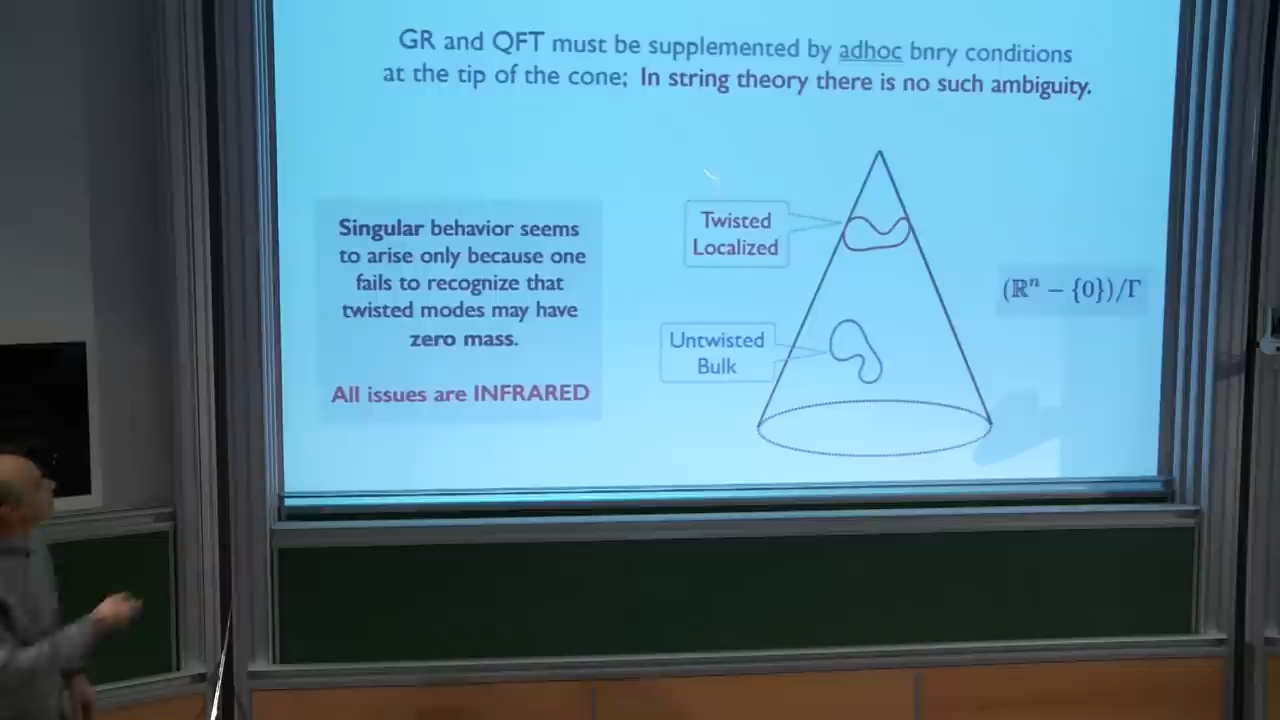 GR and QFT must be supplemented by adhoc bnry conditions
at the tip of the cone; In string theory there is no such ambiguity.
Singular behavior seems
to arise only because one
fails to recognize that
twisted modes may have
zero mass.
All issues are INFRARED
Twisted
Localized
Untwisted
Bulk
(ℝⁿ − {0})/Γ